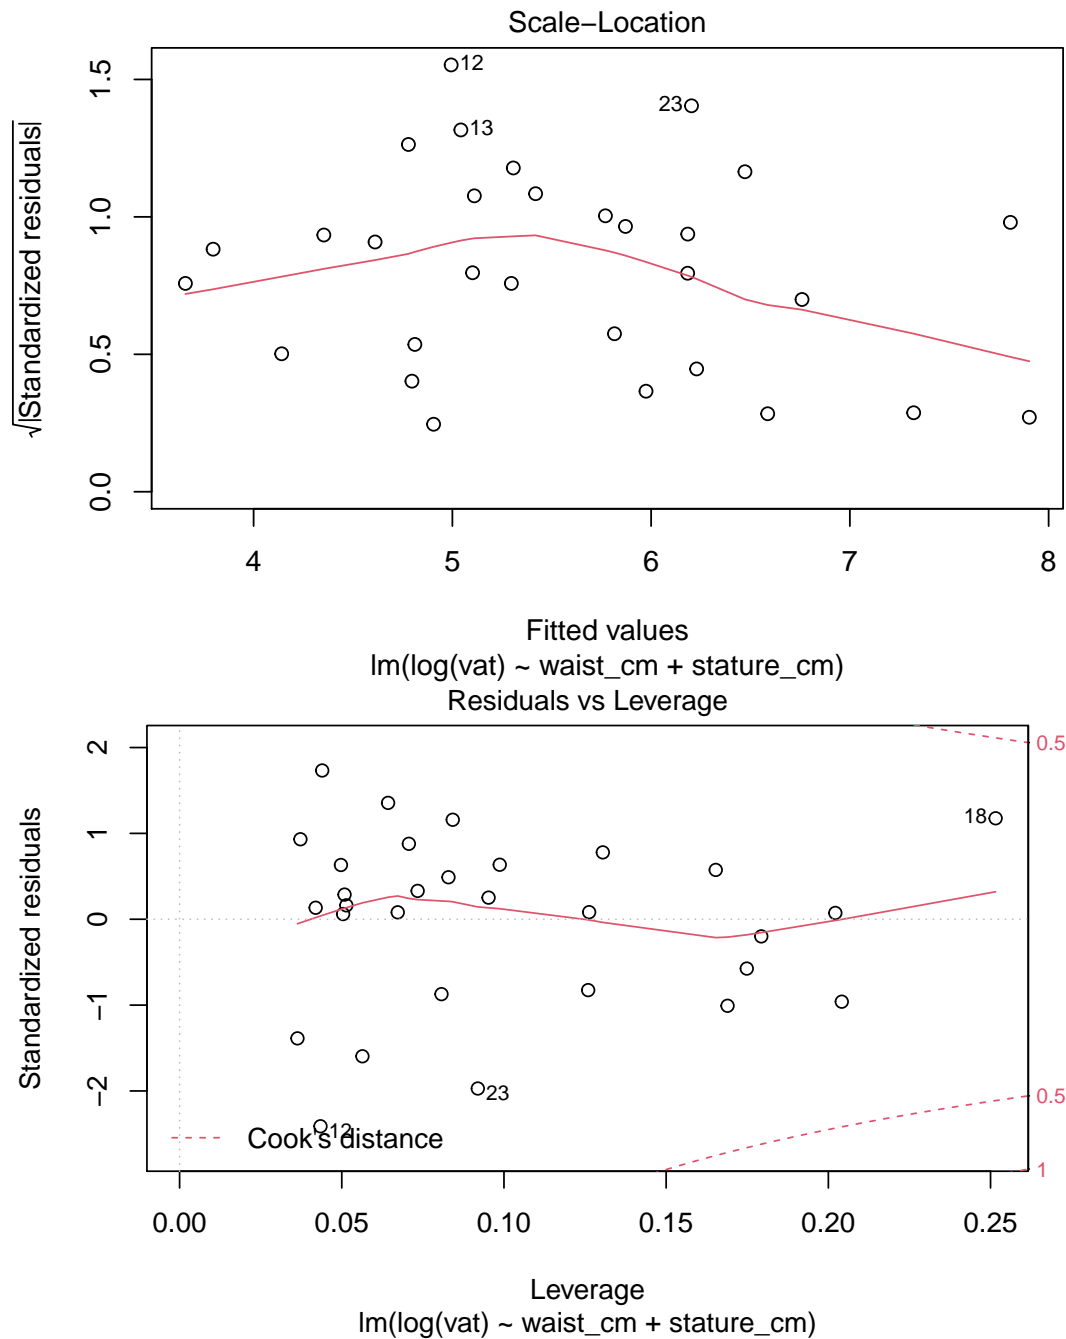 Scale−Location
√|Standardized residuals|
1.5
1.0
0.5
0.0
12
13
23
4 5 6 7 8
Fitted values
lm(log(vat) ~ waist_cm + stature_cm)
Residuals vs Leverage
Standardized residuals
2
1
0
−1
−2
0.5
18
23
0.5
12
Cook's distance
1
0.00 0.05 0.10 0.15 0.20 0.25
Leverage
lm(log(vat) ~ waist_cm + stature_cm)